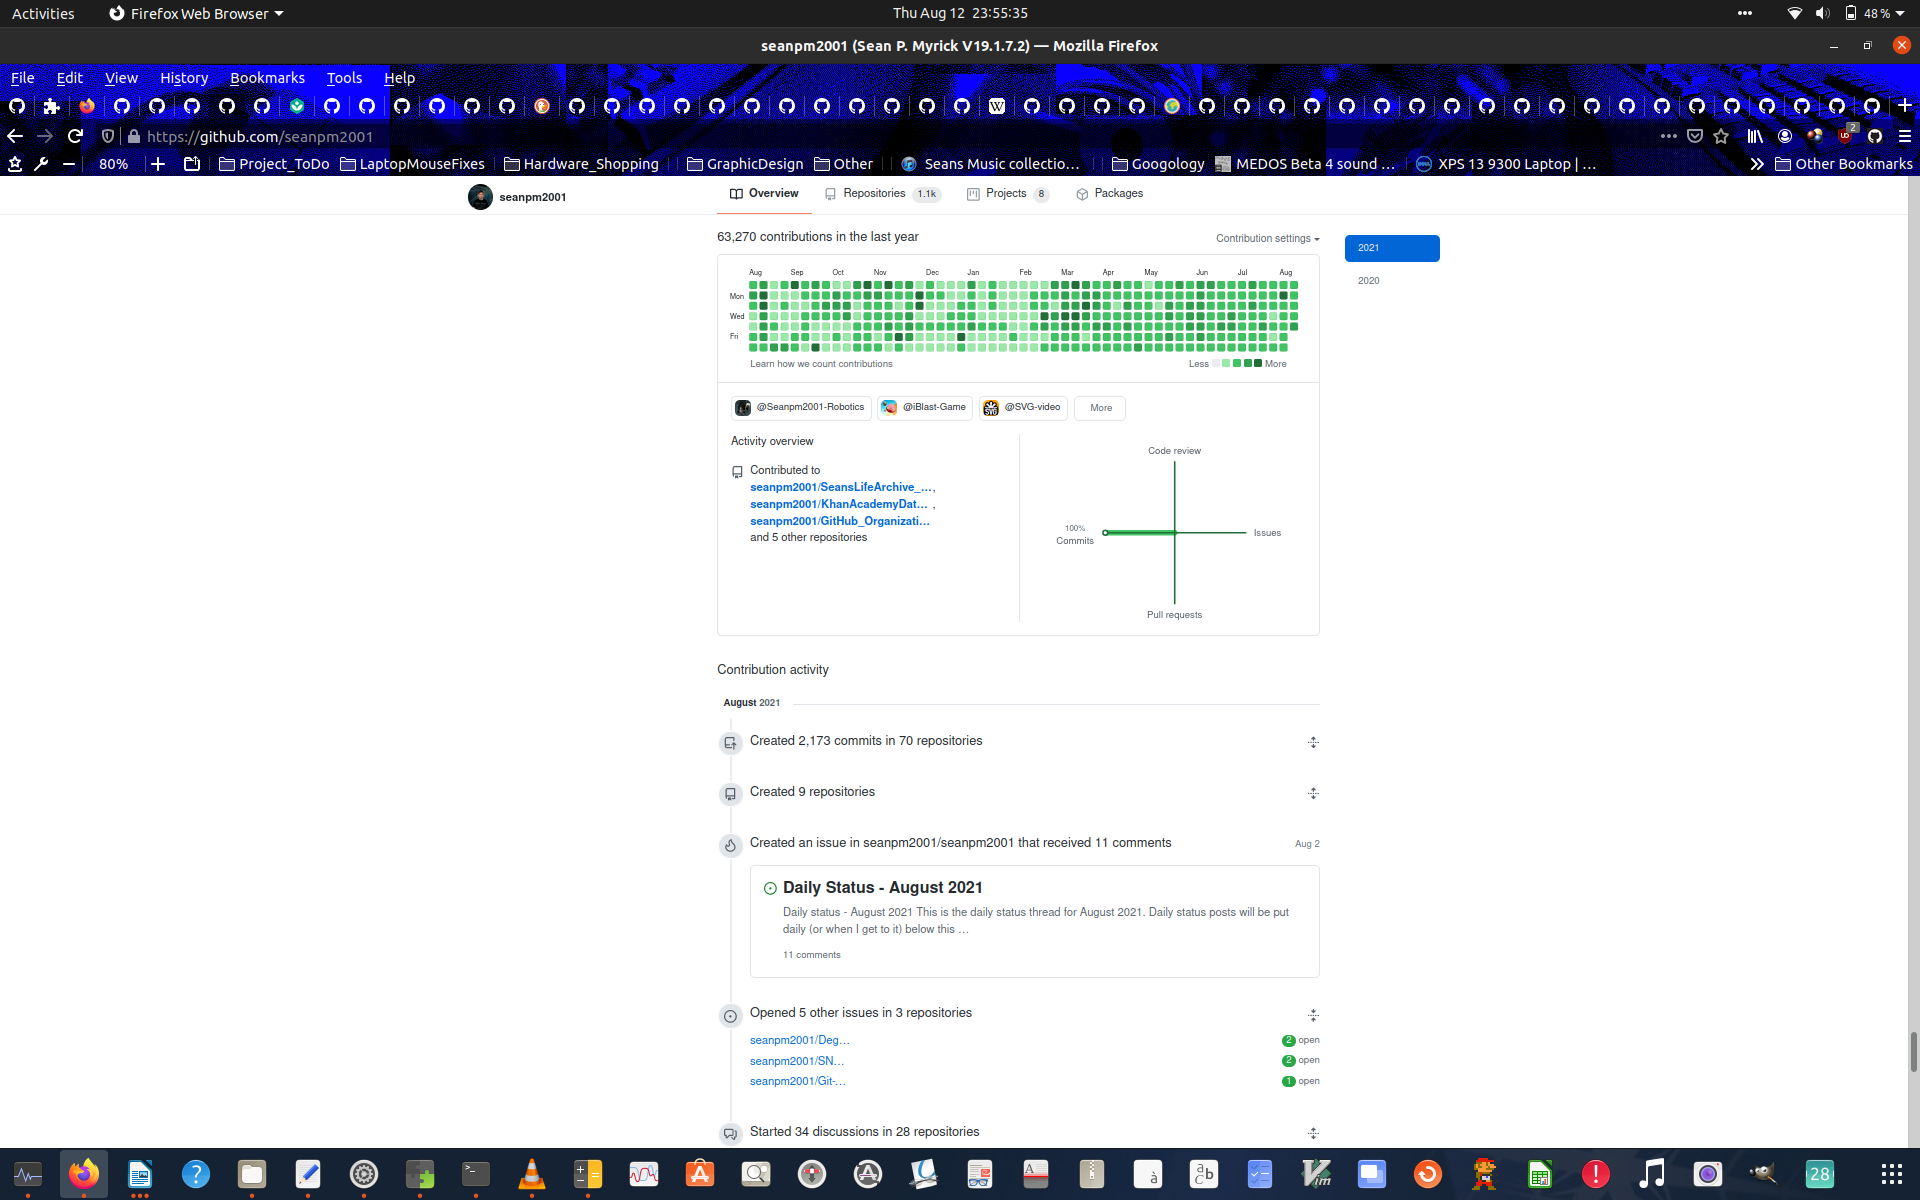 Activities
Firefox Web Browser
Thu Aug 12 23:55:35
48 %
seanpm2001 (Sean P. Myrick V19.1.7.2) — Mozilla Firefox
File Edit View History Bookmarks Tools Help
https://github.com/seanpm2001
2
80%
Project_ToDo
LaptopMouseFixes
Hardware_Shopping
GraphicDesign
Other
Seans Music collectio…
Googology
MEDOS Beta 4 sound …
XPS 13 9300 Laptop | …
Other Bookmarks
seanpm2001
Overview
Repositories 1.1k
Projects 8
Packages
63,270 contributions in the last year
Contribution settings
2021
2020
Aug Sep Oct Nov Dec Jan Feb Mar Apr May Jun Jul Aug
Mon
Wed
Fri
Learn how we count contributions
Less More
@Seanpm2001-Robotics
@iBlast-Game
@SVG-video
More
Activity overview
Contributed to
seanpm2001/SeansLifeArchive_…,
seanpm2001/KhanAcademyDat… ,
seanpm2001/GitHub_Organizati…
and 5 other repositories
Code review
100%
Commits
Issues
Pull requests
Contribution activity
August 2021
Created 2,173 commits in 70 repositories
Created 9 repositories
Created an issue in seanpm2001/seanpm2001 that received 11 comments
Aug 2
Daily Status - August 2021
Daily status - August 2021 This is the daily status thread for August 2021. Daily status posts will be put
daily (or when I get to it) below this …
11 comments
Opened 5 other issues in 3 repositories
seanpm2001/Deg…
2 open
seanpm2001/SN…
2 open
seanpm2001/Git-…
1 open
Started 34 discussions in 28 repositories
28